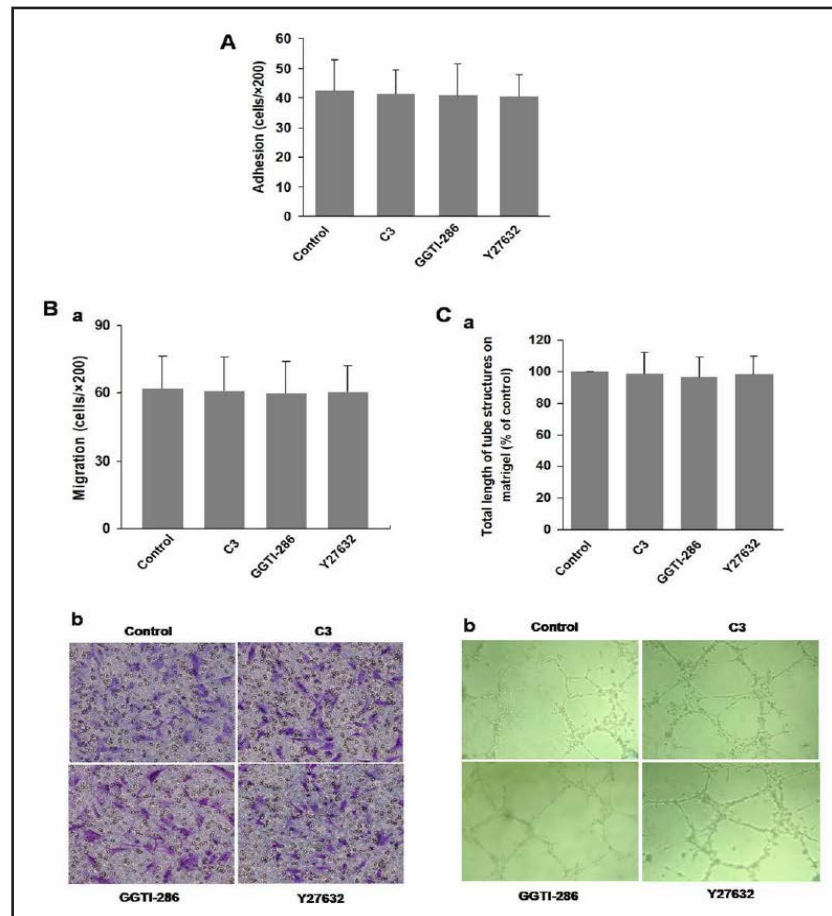 A
Adhesion (cells/×200)
60
50
40
30
20
10
0
Control
C3
GGTI-286
Y27632
B
a
Migration (cells/×200)
90
60
30
0
Control
C3
GGTI-286
Y27632
b
Control
C3
GGTI-286
Y27632
C
a
Total length of tube structures on
matrigel (% of control)
120
100
80
60
40
20
0
Control
C3
GGTI-286
Y27632
b
Control
C3
GGTI-286
Y27632